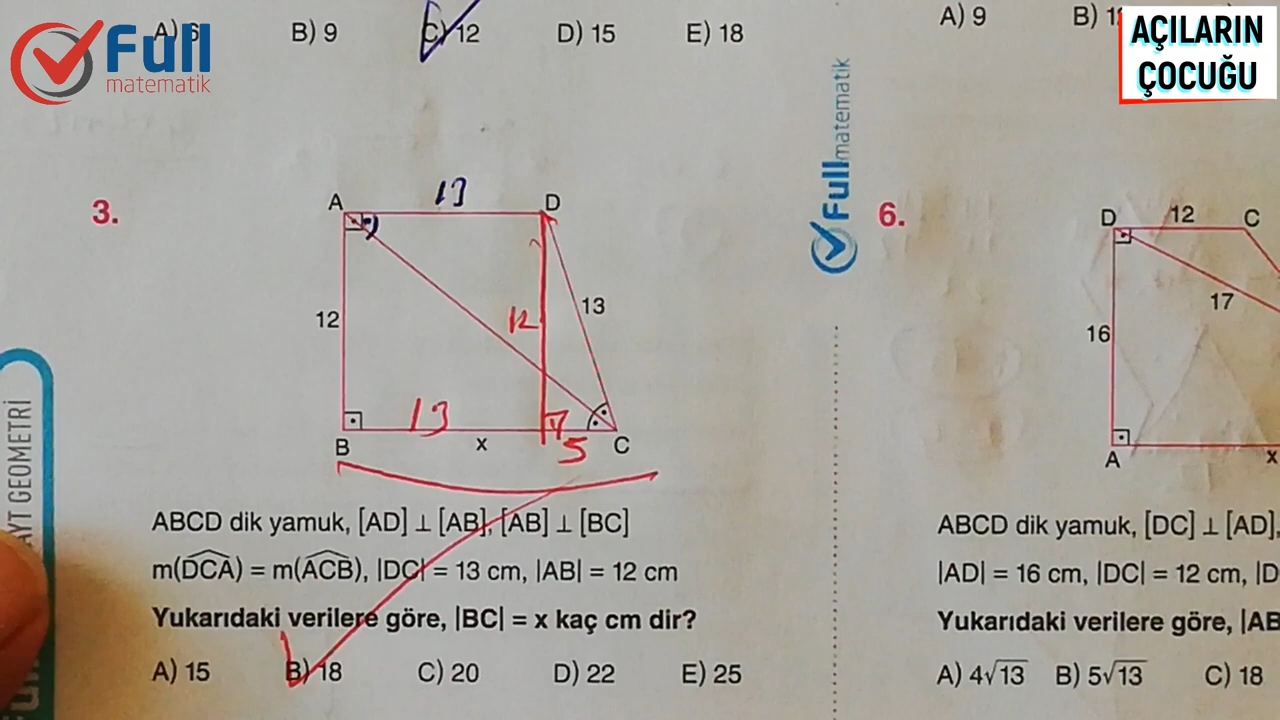 A) 6 B) 9 C) 12 D) 15 E) 18
Full
matematik
3.
13
A D
12
12
13
13
5
B x C
ABCD dik yamuk, [AD] ⊥ [AB], [AB] ⊥ [BC]
m(DCA) = m(ACB), |DC| = 13 cm, |AB| = 12 cm
Yukarıdaki verilere göre, |BC| = x kaç cm dir?
A) 15 B) 18 C) 20 D) 22 E) 25
AYT GEOMETRİ
Full matematik
A) 9 B)
AÇILARIN
ÇOCUĞU
6.
D 12 C
17
16
A x
ABCD dik yamuk, [DC] ⊥ [AD],
|AD| = 16 cm, |DC| = 12 cm, |D
Yukarıdaki verilere göre, |AB
A) 4√13 B) 5√13 C) 18